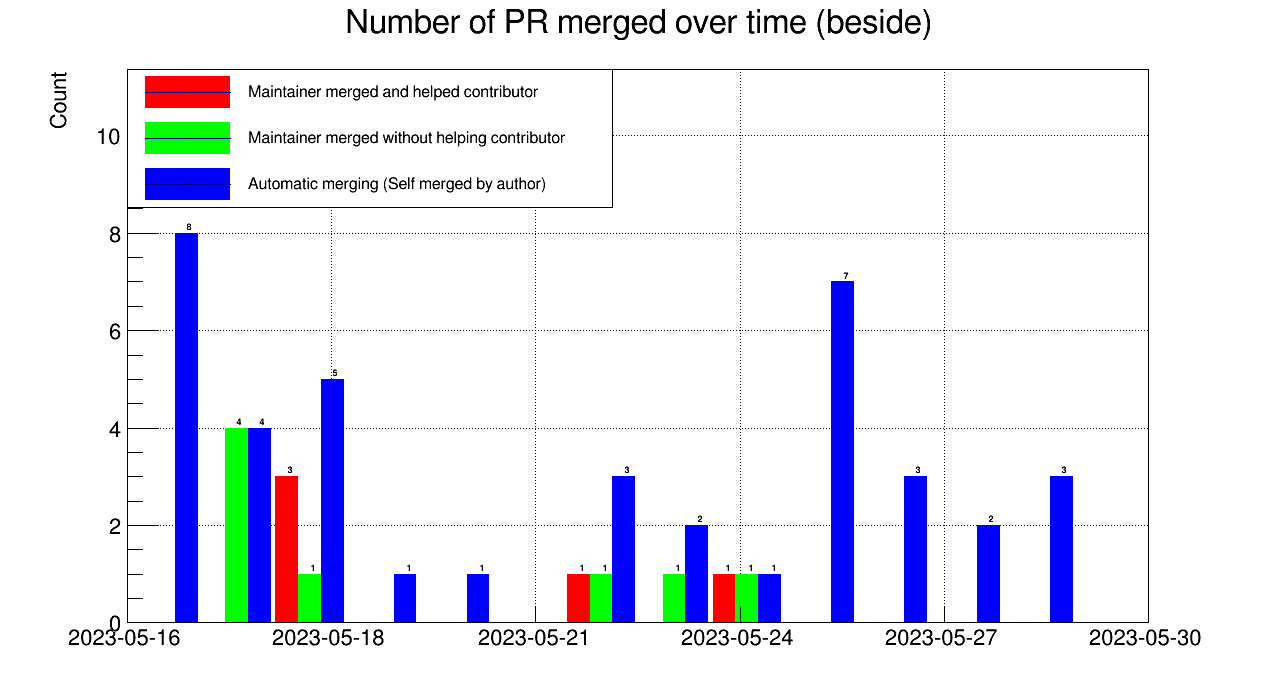 Number of PR merged over time (beside)
Count
Maintainer merged and helped contributor
Maintainer merged without helping contributor
Automatic merging (Self merged by author)
10
8
6
4
2
0
8
4 4
3 1 5
1
1
1 1 3
1 2
1 1 1
7
3
2
3
2023-05-16 2023-05-18 2023-05-21 2023-05-24 2023-05-27 2023-05-30